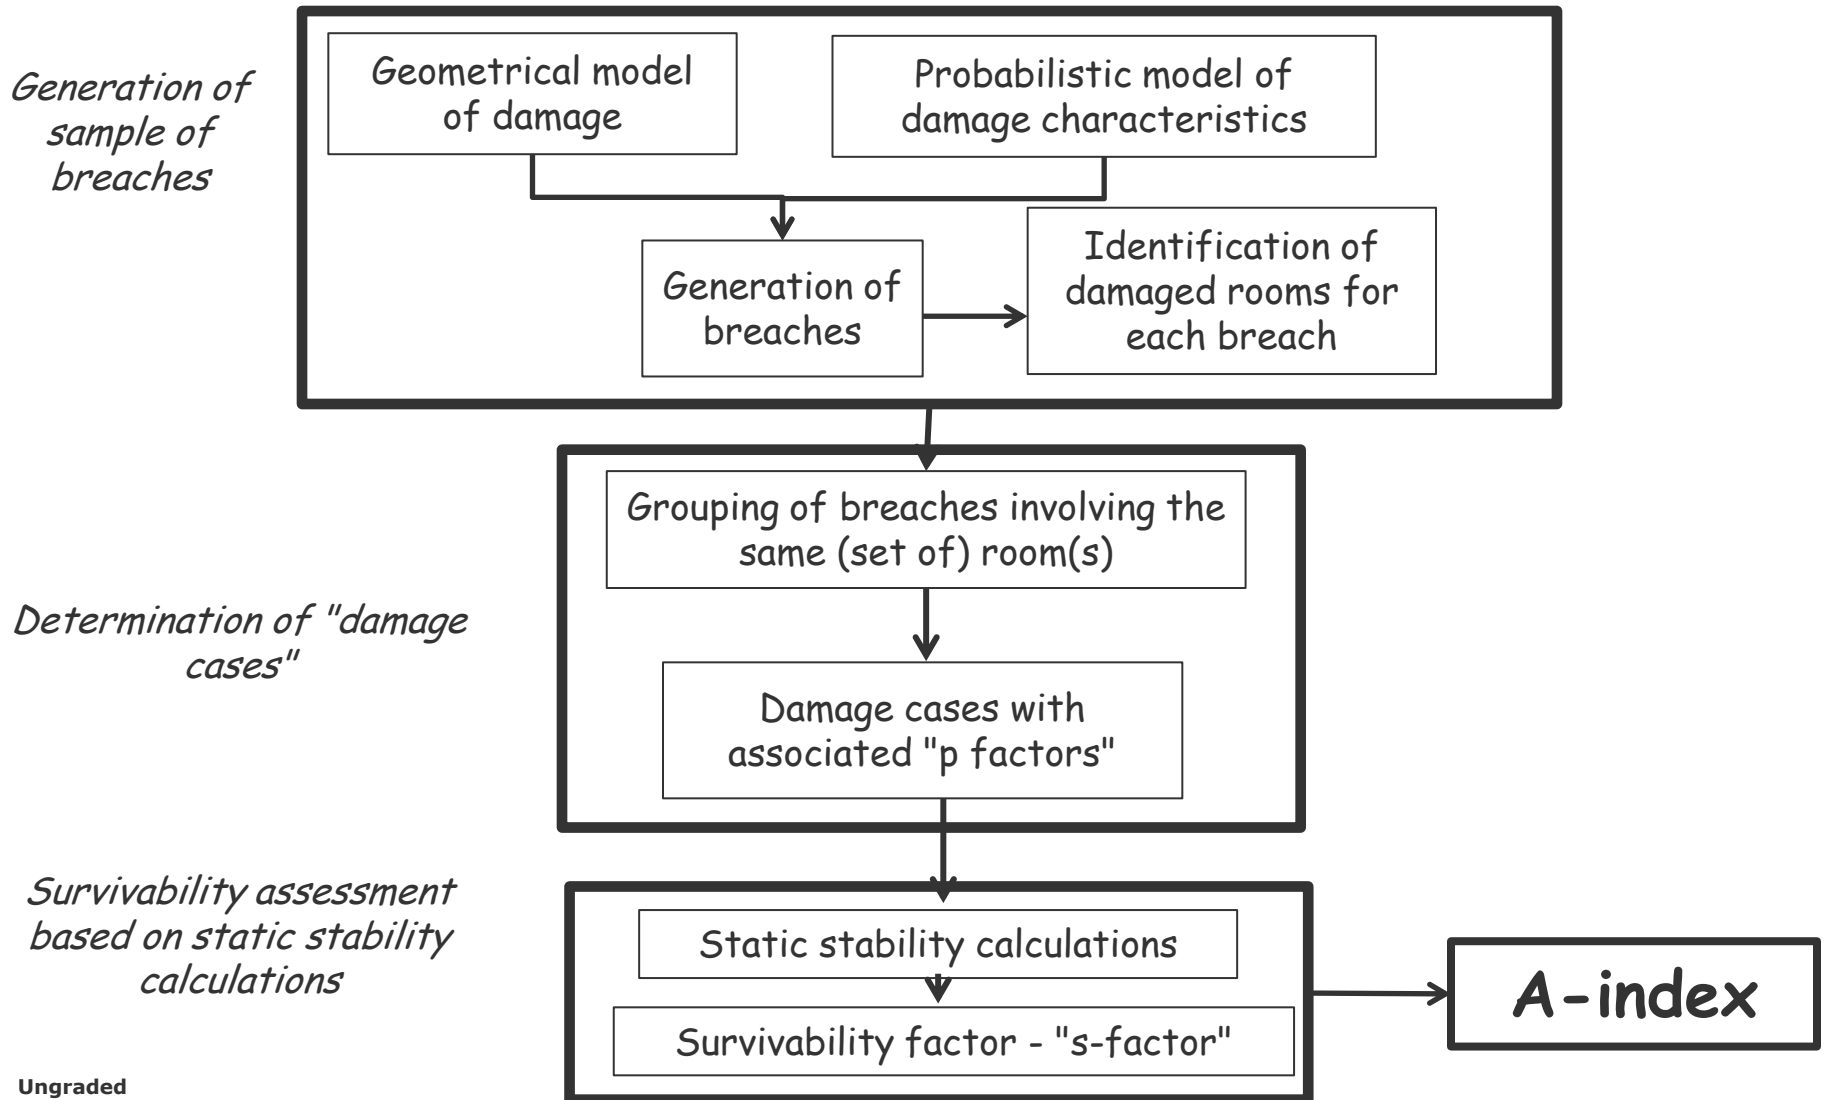 Generation of
sample of
breaches
Geometrical model
of damage
Probabilistic model of
damage characteristics
Generation of
breaches
Identification of
damaged rooms for
each breach
Determination of "damage
cases"
Grouping of breaches involving the
same (set of) room(s)
Damage cases with
associated "p factors"
Survivability assessment
based on static stability
calculations
Static stability calculations
Survivability factor - "s-factor"
A-index
Ungraded